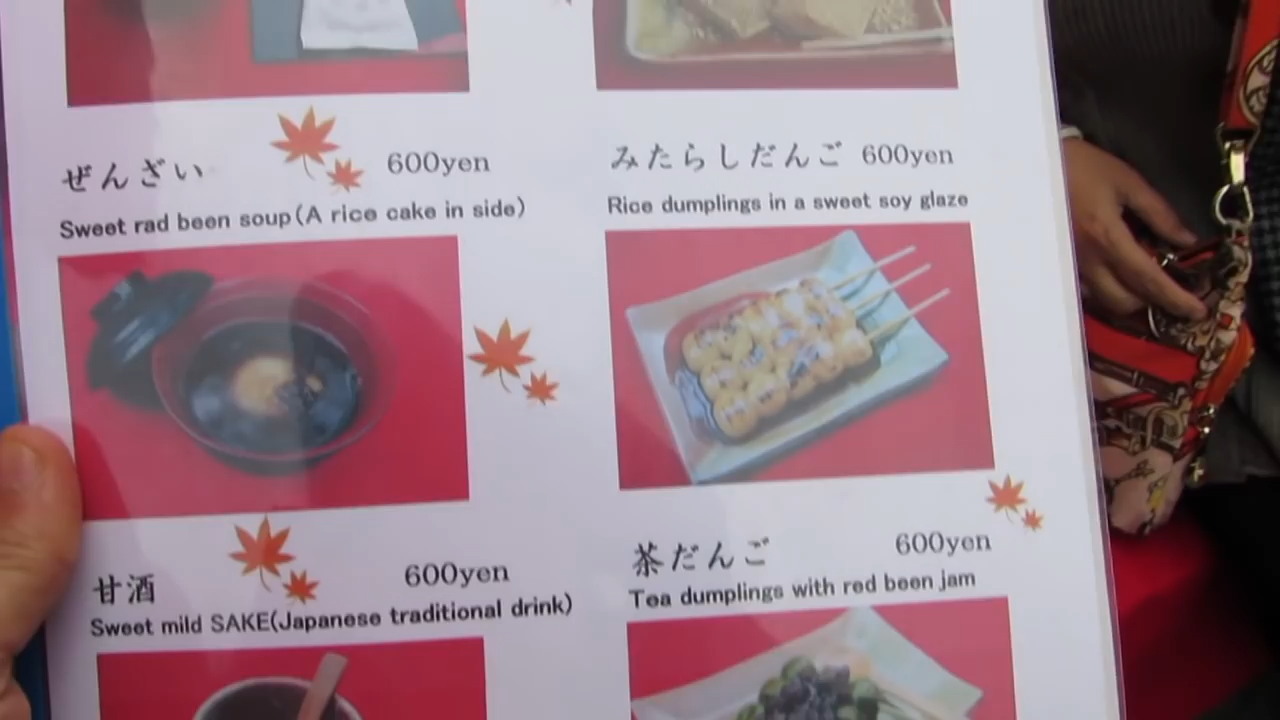 ぜんざい 600yen
Sweet rad been soup(A rice cake in side)
みたらしだんご 600yen
Rice dumplings in a sweet soy glaze
甘酒 600yen
Sweet mild SAKE(Japanese traditional drink)
茶だんご 600yen
Tea dumplings with red been jam